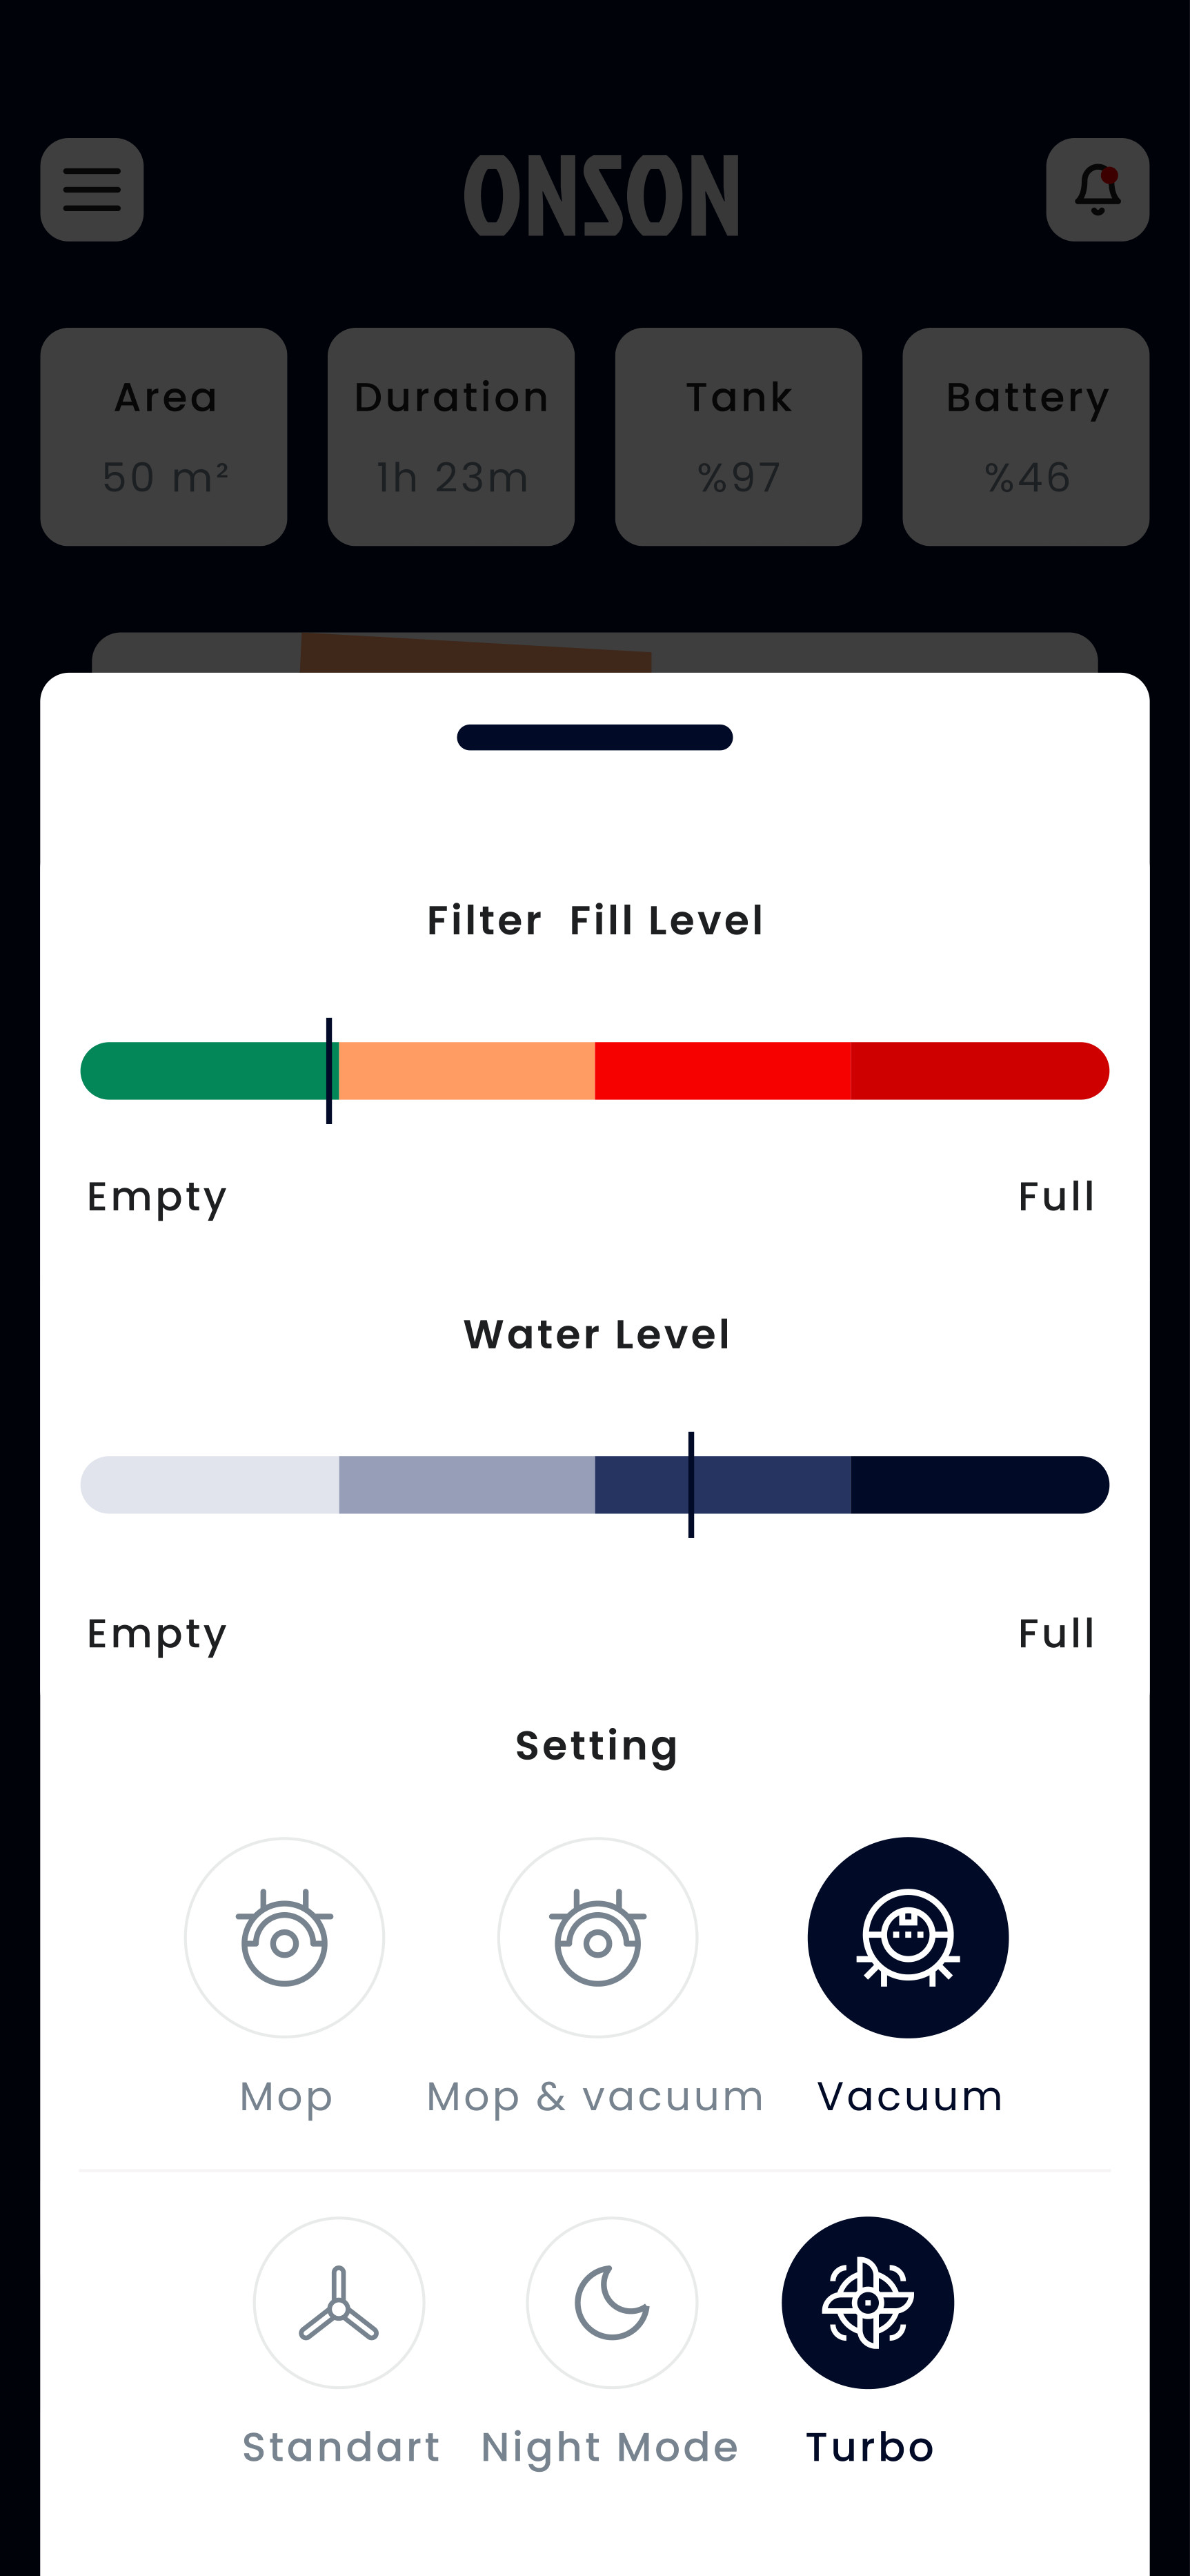 ONSON
Area Duration Tank Battery
50 m² 1h 23m %97 %46
Filter Fill Level
Empty Full
Water Level
Empty Full
Setting
Mop Mop & vacuum Vacuum
Standart Night Mode Turbo